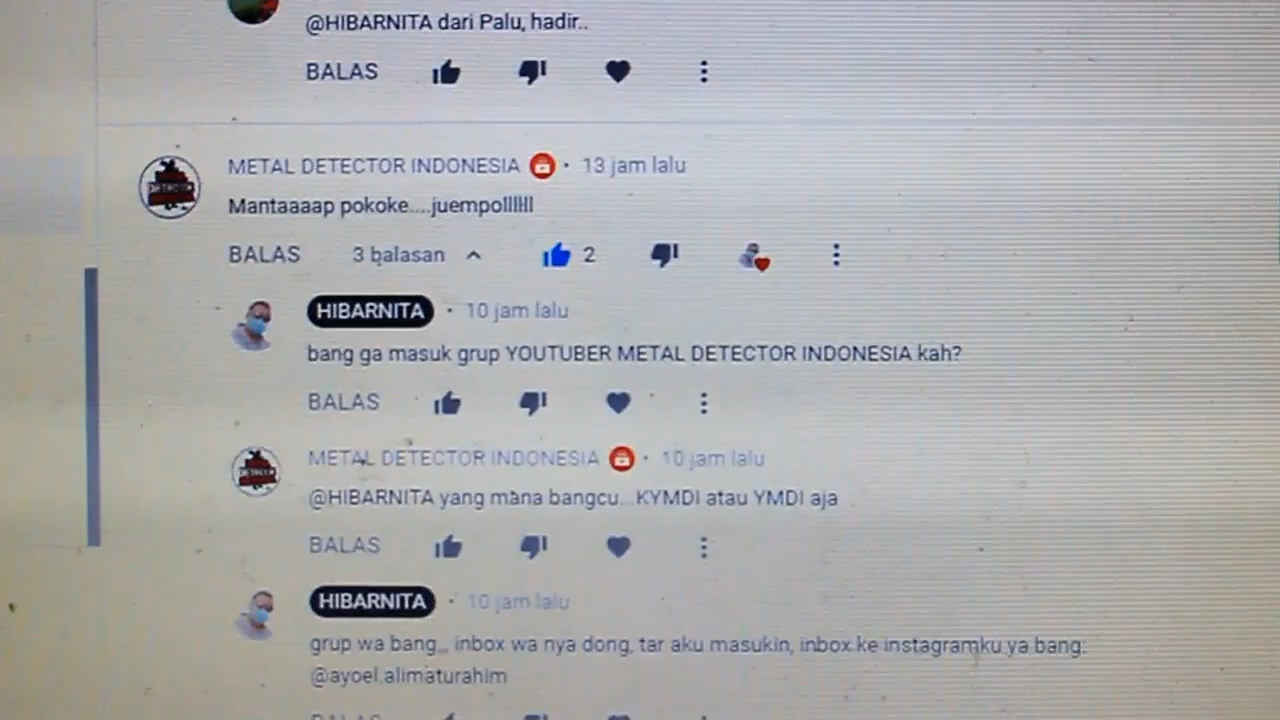 @HIBARNITA dari Palu, hadir..
BALAS
METAL DETECTOR INDONESIA · 13 jam lalu
Mantaaaap pokoke....juempolllllll
BALAS 3 balasan 2
HIBARNITA · 10 jam lalu
bang ga masuk grup YOUTUBER METAL DETECTOR INDONESIA kah?
BALAS
METAL DETECTOR INDONESIA · 10 jam lalu
@HIBARNITA yang mana bangcu...KYMDI atau YMDI aja
BALAS
HIBARNITA · 10 jam lalu
grup wa bang,,, inbox wa nya dong, tar aku masukin, inbox ke instagramku ya bang:
@ayoel.alimaturahim
BALAS